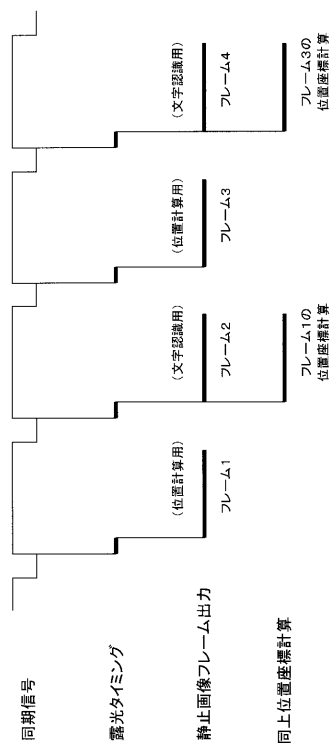 同期信号
露光タイミング
静止画像フレーム出力
同上位置座標計算
(位置計算用)
フレーム1
(文字認識用)
フレーム2
フレーム1の
位置座標計算
(位置計算用)
フレーム3
(文字認識用)
フレーム4
フレーム3の
位置座標計算